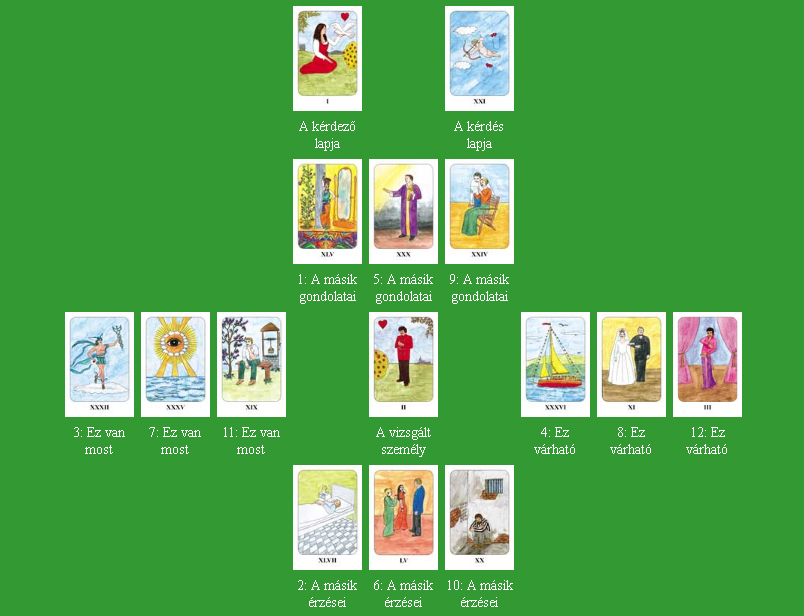 I XXI
A kérdező A kérdés
lapja lapja
XLV XXX XXIV
1: A másik 5: A másik 9: A másik
gondolatai gondolatai gondolatai
XXXII XXXV XIX II XXXVI XI III
3: Ez van 7: Ez van 11: Ez van A vizsgált 4: Ez 8: Ez 12: Ez
most most most személy várható várható várható
XLVII LV XX
2: A másik 6: A másik 10: A másik
érzései érzései érzései